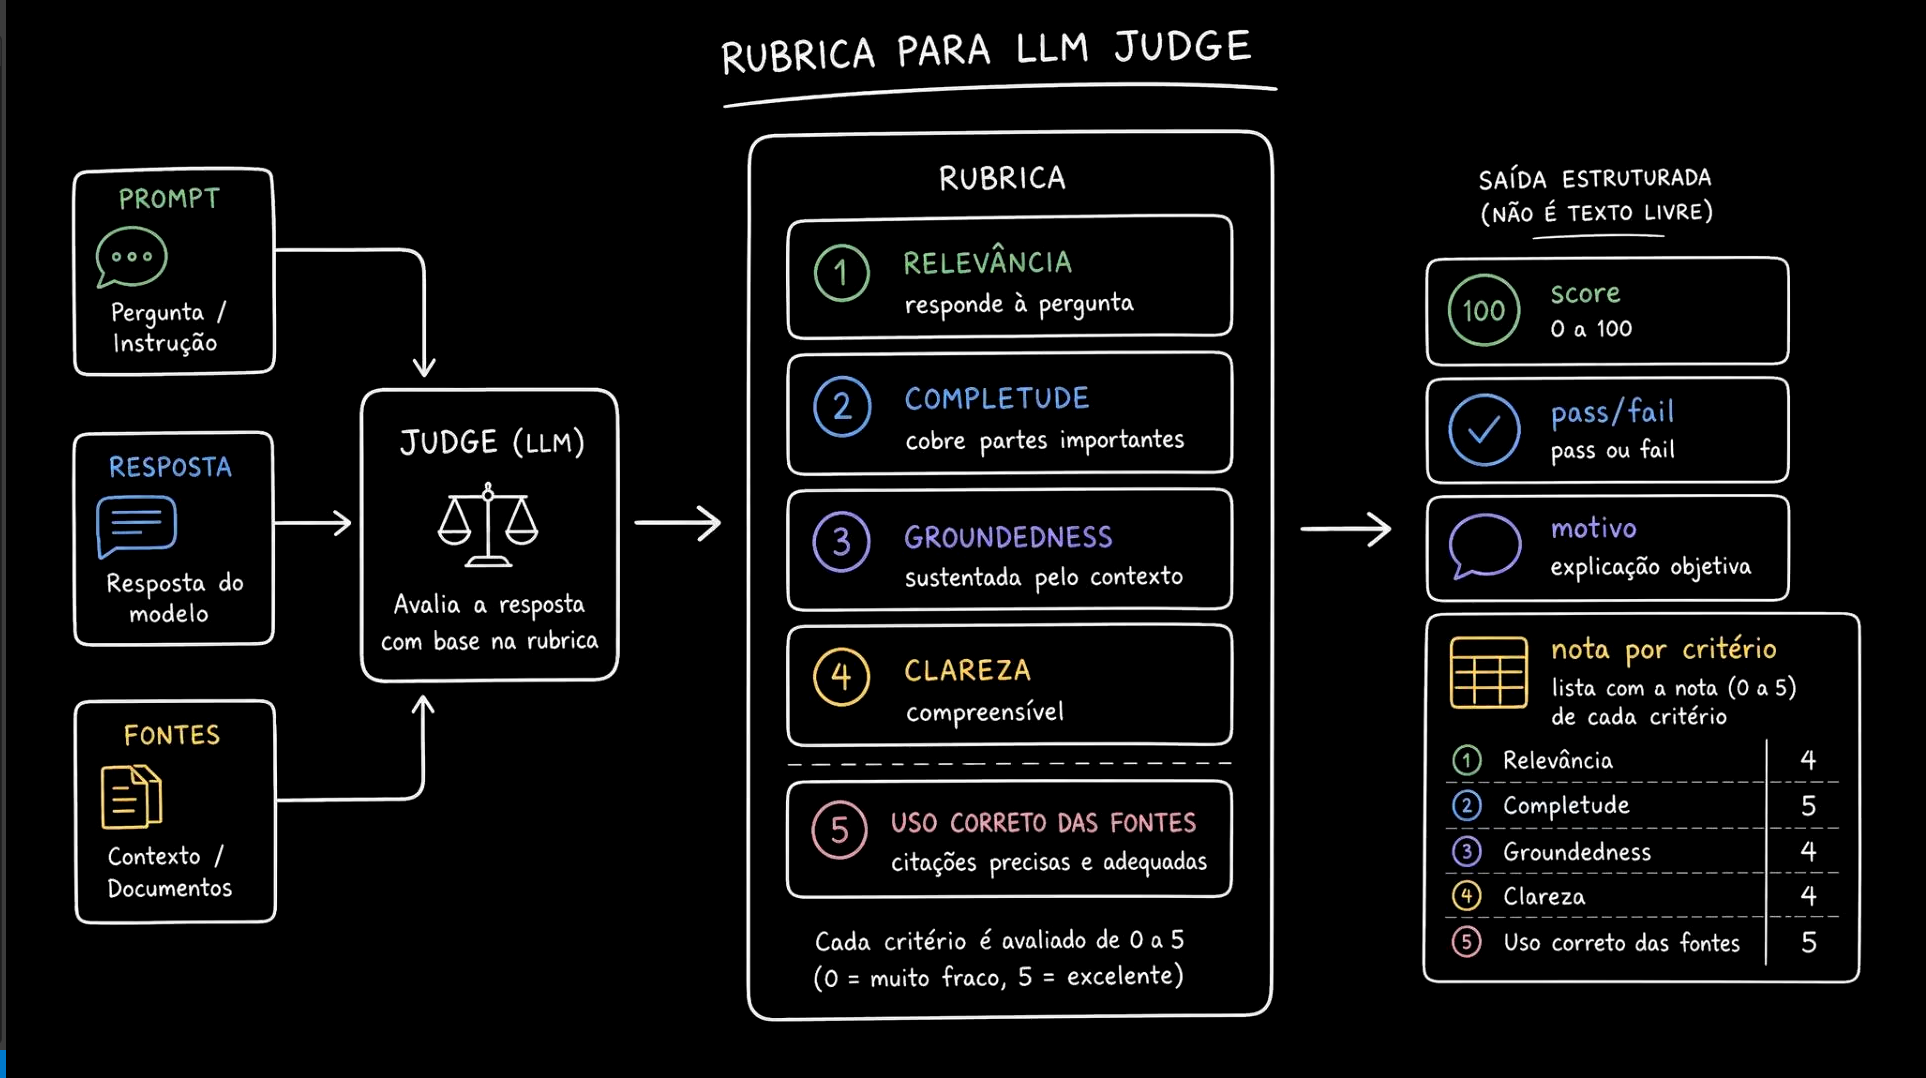 RUBRICA PARA LLM JUDGE
PROMPT
Pergunta /
Instrução
RESPOSTA
Resposta do
modelo
FONTES
Contexto /
Documentos
JUDGE (LLM)
Avalia a resposta
com base na rubrica
RUBRICA
1
RELEVÂNCIA
responde à pergunta
2
COMPLETUDE
cobre partes importantes
3
GROUNDEDNESS
sustentada pelo contexto
4
CLAREZA
compreensível
5
USO CORRETO DAS FONTES
citações precisas e adequadas
Cada critério é avaliado de 0 a 5
(0 = muito fraco, 5 = excelente)
SAÍDA ESTRUTURADA
(NÃO É TEXTO LIVRE)
100
score
0 a 100
pass/fail
pass ou fail
motivo
explicação objetiva
nota por critério
lista com a nota (0 a 5)
de cada critério
1 Relevância 4
2 Completude 5
3 Groundedness 4
4 Clareza 4
5 Uso correto das fontes 5